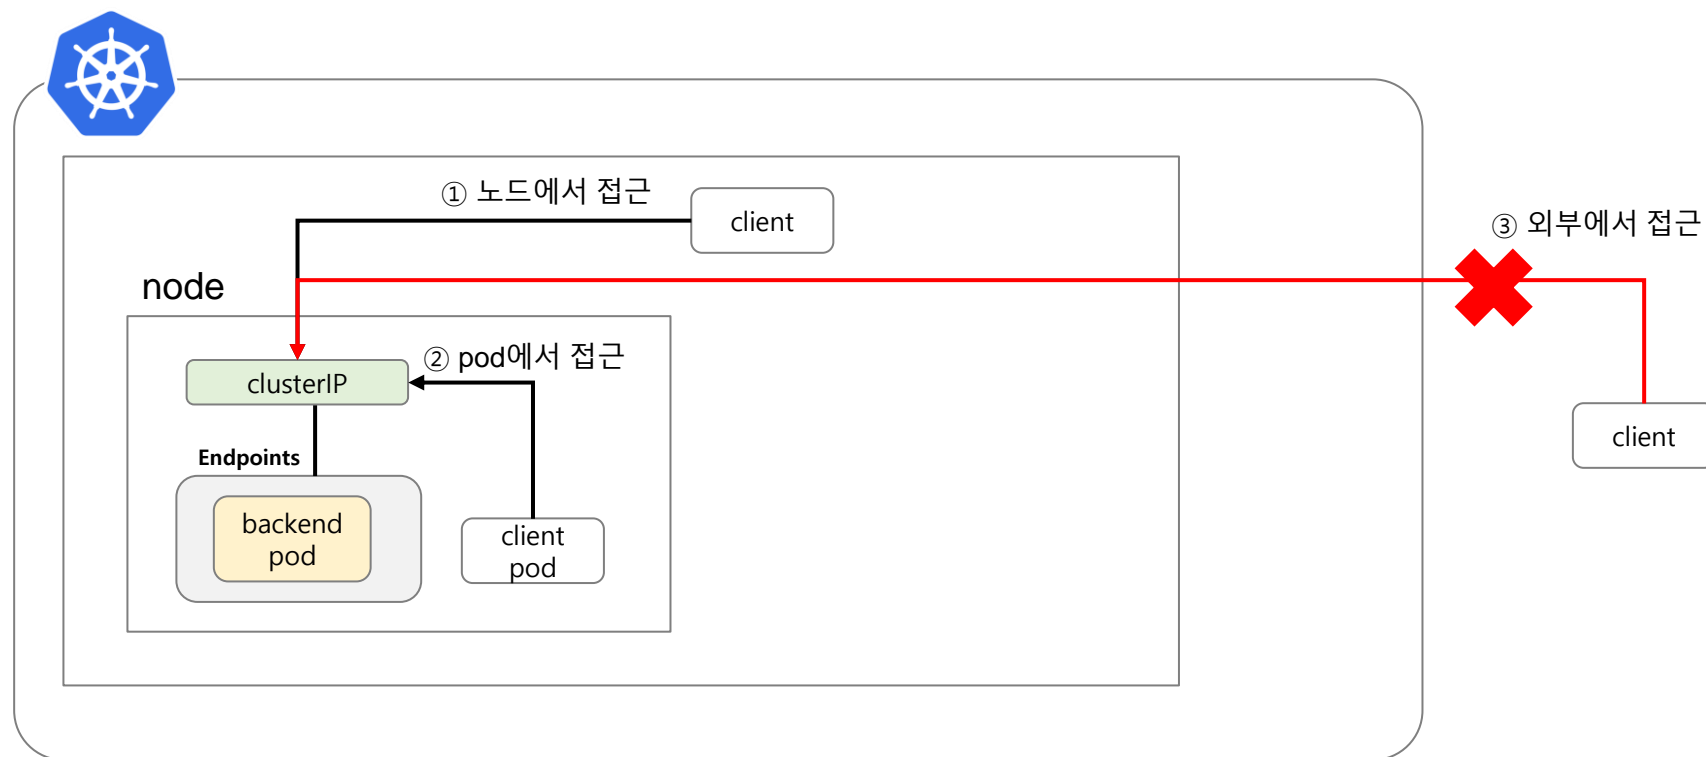 ① 노드에서 접근
client
③ 외부에서 접근
node
② pod에서 접근
clusterIP
client
Endpoints
backend
pod
client
pod